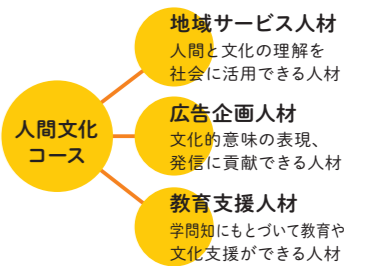 人間文化
コース
地域サービス人材
人間と文化の理解を
社会に活用できる人材
広告企画人材
文化的意味の表現、
発信に貢献できる人材
教育支援人材
学問知にもとづいて教育や
文化支援ができる人材